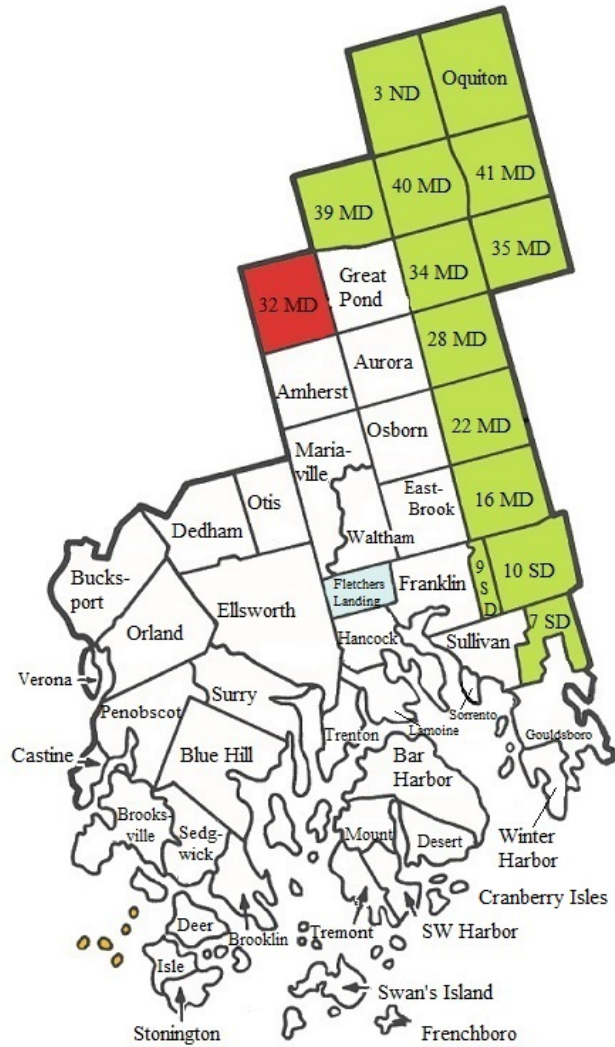 3 ND
Oquiton
39 MD
40 MD
41 MD
32 MD
Great
Pond
34 MD
35 MD
28 MD
Aurora
Amherst
22 MD
Osborn
Maria-
ville
Otis
East-
Brook
16 MD
Dedham
Waltham
Bucks-
port
Fletchers
Landing
Franklin
9
S
D
10 SD
Ellsworth
Orland
Hancock
Sullivan
7 SD
Verona
Surry
Penobscot
Sorrento
Lamoine
Trenton
Gouldsboro
Castine
Blue Hill
Bar
Harbor
Brooks-
ville
Sedg-
wick
Mount
Desert
Winter
Harbor
Cranberry Isles
Deer
Brooklin
Tremont
SW Harbor
Isle
Swan's Island
Stonington
Frenchboro